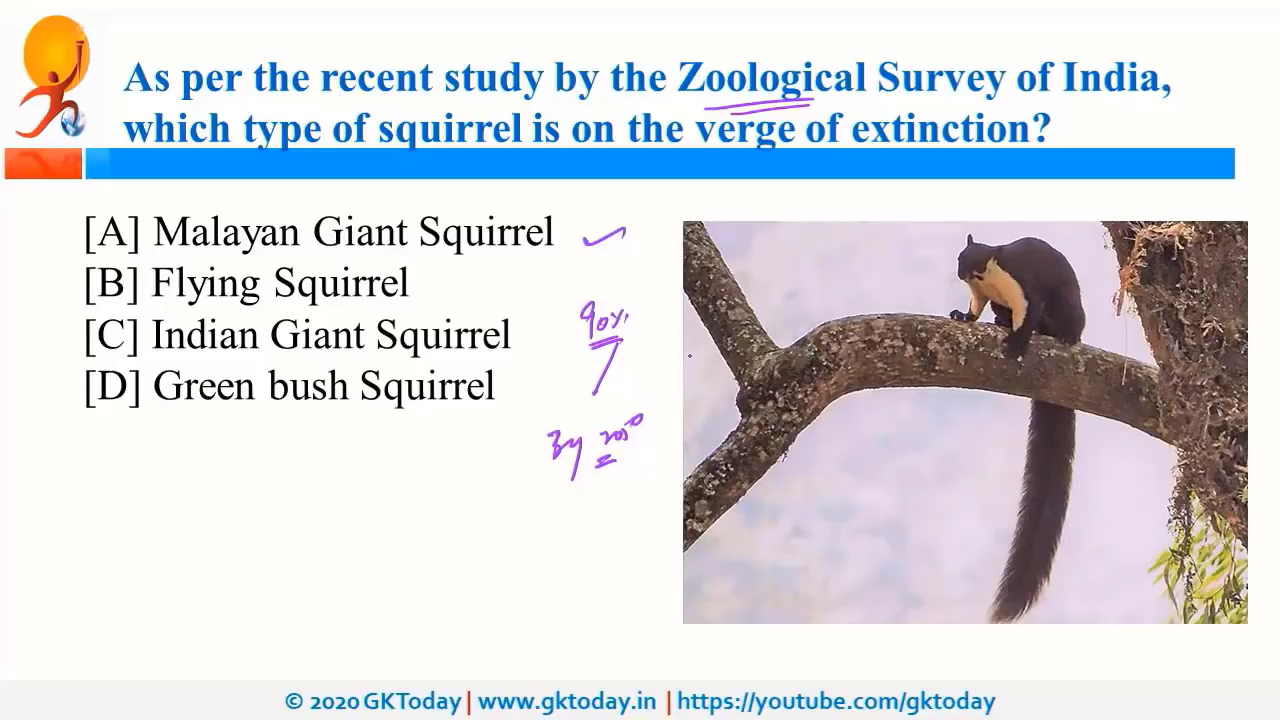 As per the recent study by the Zoological Survey of India,
which type of squirrel is on the verge of extinction?
[A] Malayan Giant Squirrel
[B] Flying Squirrel
[C] Indian Giant Squirrel
[D] Green bush Squirrel
90%
By 2050
© 2020 GKToday | www.gktoday.in | https://youtube.com/gktoday